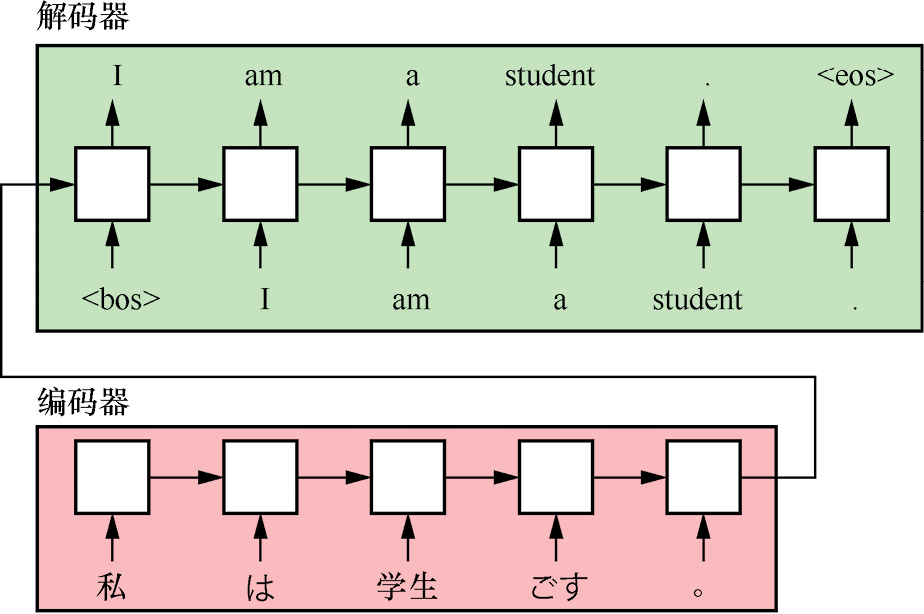 解码器
I am a student . <eos>
<bos> I am a student .
编码器
私 は 学生 ごす 。